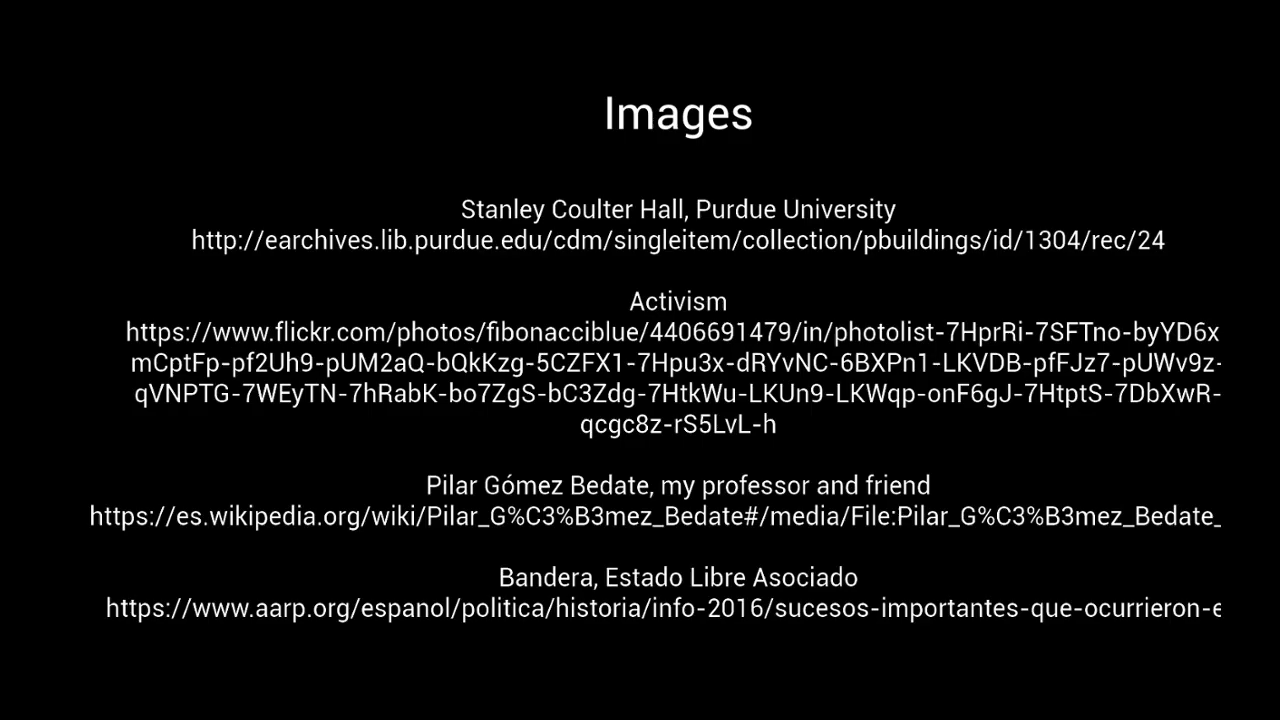 Images
Stanley Coulter Hall, Purdue University
http://earchives.lib.purdue.edu/cdm/singleitem/collection/pbuildings/id/1304/rec/24
Activism
https://www.flickr.com/photos/fibonacciblue/4406691479/in/photolist-7HprRi-7SFTno-byYD6x
mCptFp-pf2Uh9-pUM2aQ-bQkKzg-5CZFX1-7Hpu3x-dRYvNC-6BXPn1-LKVDB-pfFJz7-pUWv9z-
qVNPTG-7WEyTN-7hRabK-bo7ZgS-bC3Zdg-7HtkWu-LKUn9-LKWqp-onF6gJ-7HtptS-7DbXwR-
qcgc8z-rS5LvL-h
Pilar Gómez Bedate, my professor and friend
https://es.wikipedia.org/wiki/Pilar_G%C3%B3mez_Bedate#/media/File:Pilar_G%C3%B3mez_Bedate_
Bandera, Estado Libre Asociado
https://www.aarp.org/espanol/politica/historia/info-2016/sucesos-importantes-que-ocurrieron-e